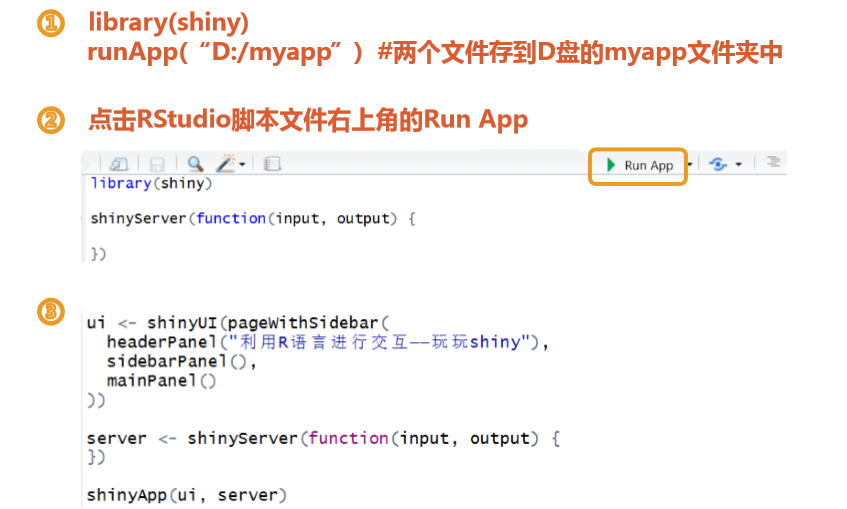 ① library(shiny)
runApp(“D:/myapp”) #两个文件存到D盘的myapp文件夹中
② 点击RStudio脚本文件右上角的Run App
Run App
library(shiny)
shinyServer(function(input, output) {
})
③
ui <- shinyUI(pageWithSidebar(
headerPanel("利用R语言进行交互--玩玩shiny"),
sidebarPanel(),
mainPanel()
))
server <- shinyServer(function(input, output) {
})
shinyApp(ui, server)